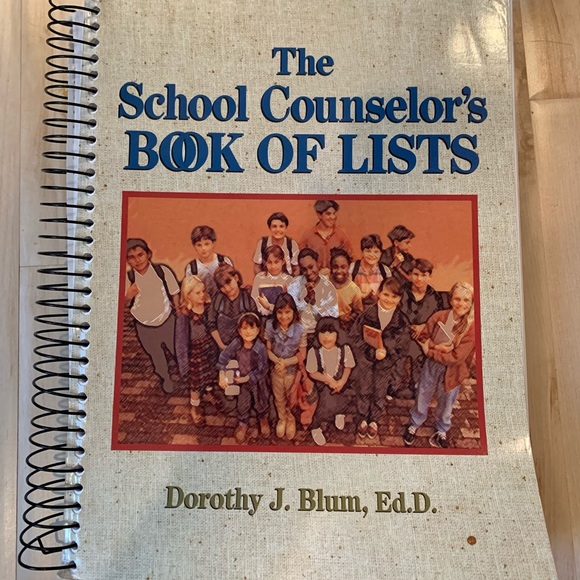 The
School Counselor's
BOOK OF LISTS
Dorothy J. Blum, Ed.D.